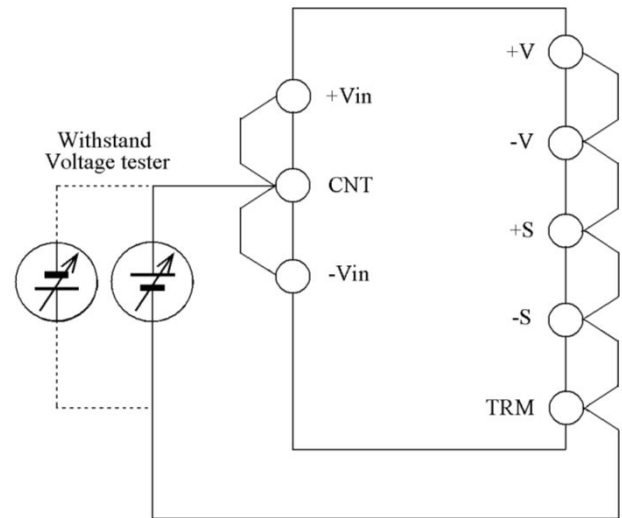 Withstand
Voltage tester
+Vin
CNT
-Vin
+V
-V
+S
-S
TRM